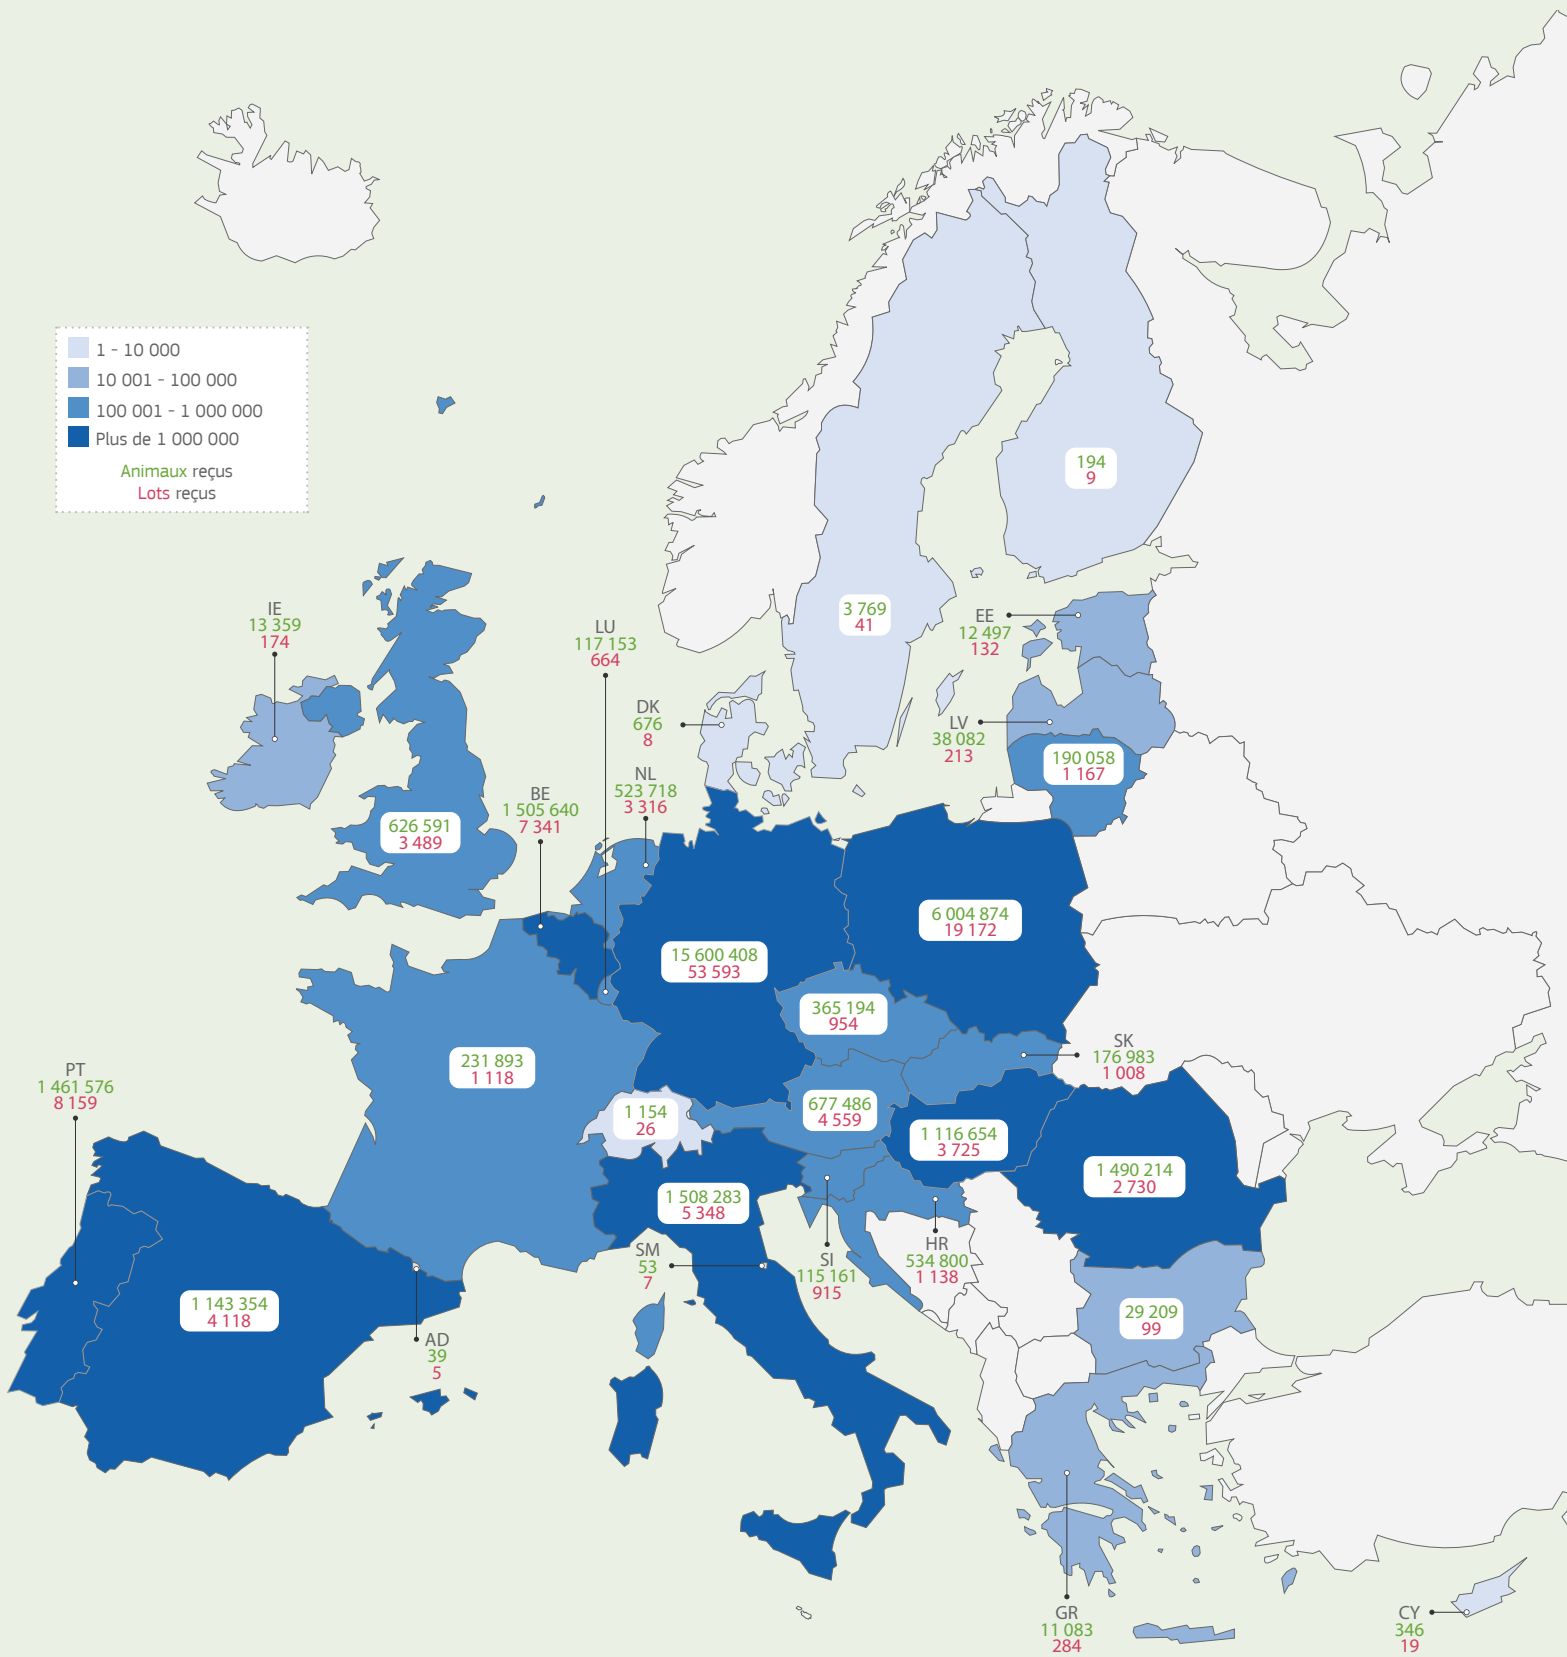 1 - 10 000
10 001 - 100 000
100 001 - 1 000 000
Plus de 1 000 000
Animaux reçus
Lots reçus
194
9
3 769
41
IE
13 359
174
LU
117 153
664
EE
12 497
132
DK
676
8
LV
38 082
213
190 058
1 167
NL
523 718
3 316
BE
1 505 640
7 341
626 591
3 489
6 004 874
19 172
15 600 408
53 593
365 194
954
SK
176 983
1 008
231 893
1 118
PT
1 461 576
8 159
677 486
4 559
1 154
26
1 116 654
3 725
1 490 214
2 730
1 508 283
5 348
SM
53
7
SI
115 161
915
HR
534 800
1 138
1 143 354
4 118
29 209
99
AD
39
5
GR
11 083
284
CY
346
19